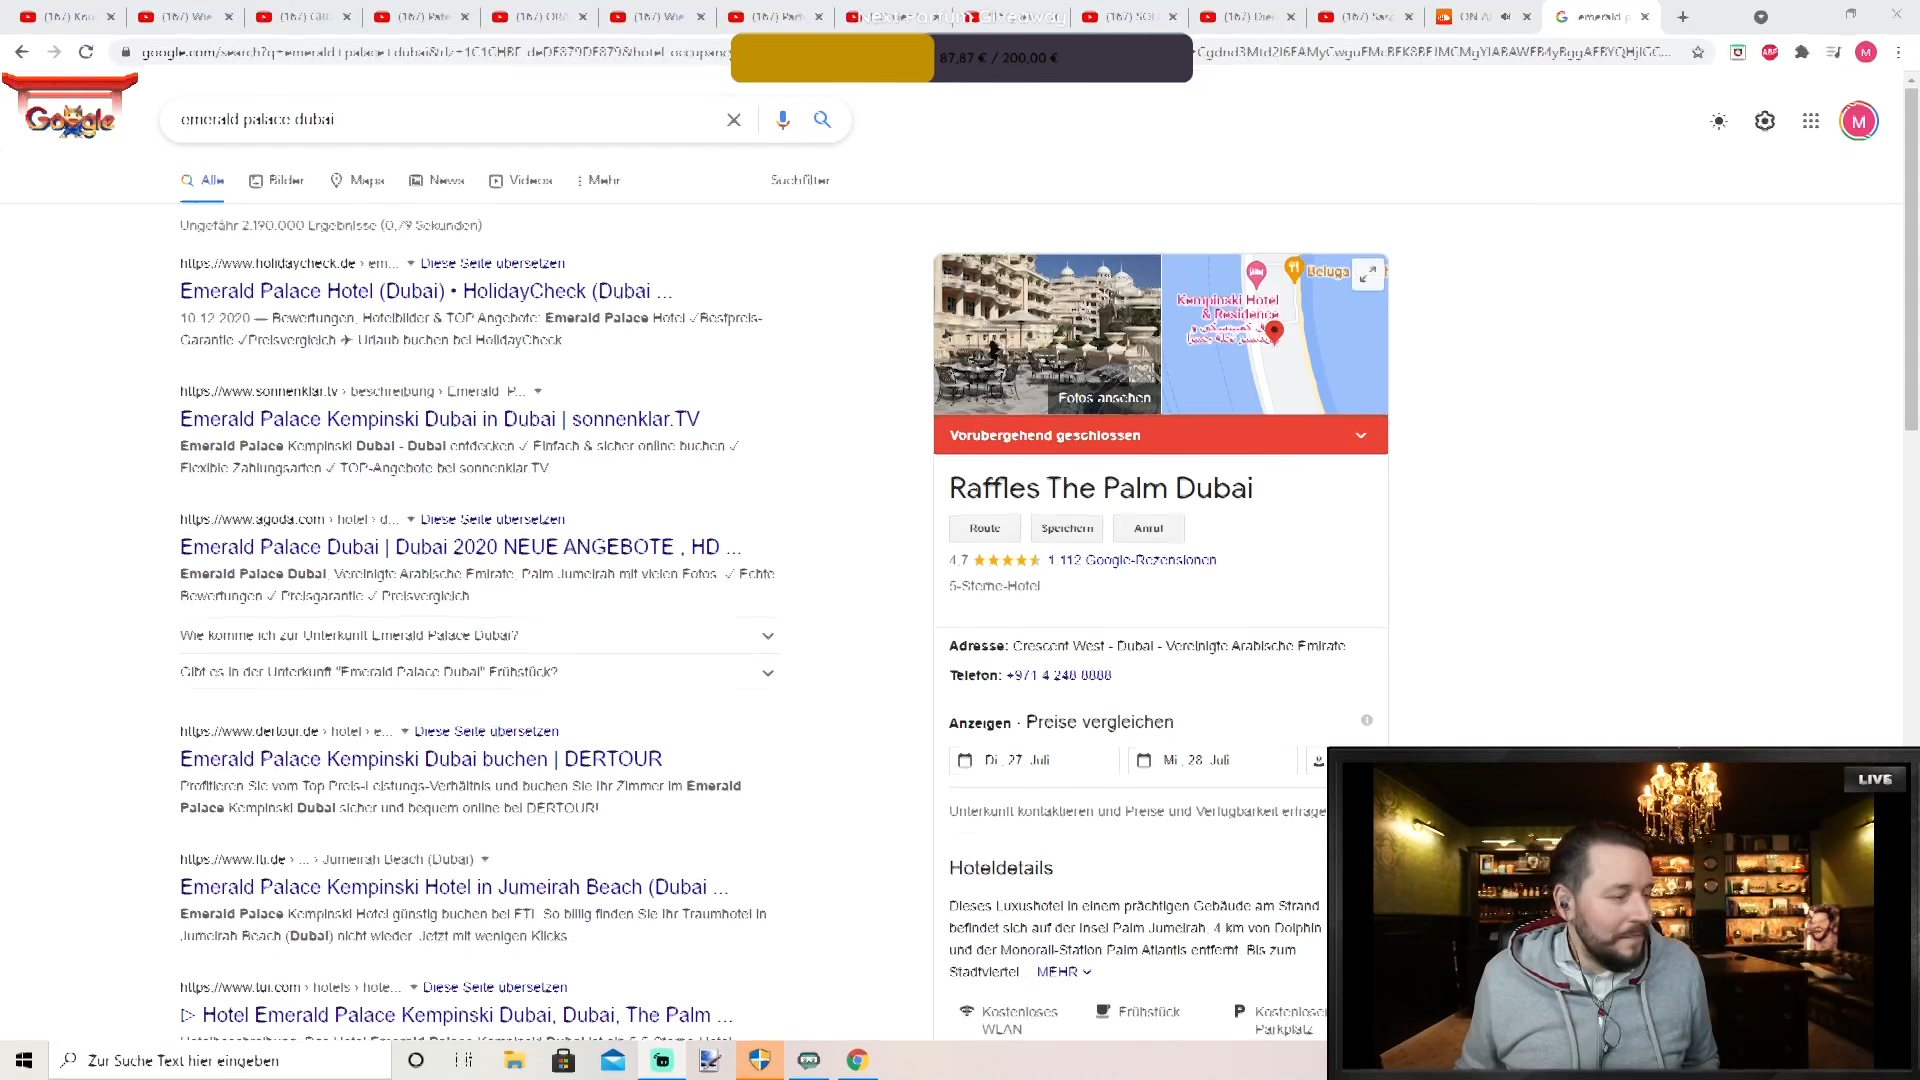 Next Parfum Giveaway
87,87 € / 200,00 €
Google
emerald palace dubai
M
Alle
Bilder
Maps
News
Videos
Mehr
Suchfilter
Ungefähr 2.190.000 Ergebnisse (0,79 Sekunden)
https://www.holidaycheck.de › em... Diese Seite übersetzen
Emerald Palace Hotel (Dubai) • HolidayCheck (Dubai ...
10.12.2020 — Bewertungen, Hotelbilder & TOP Angebote: Emerald Palace Hotel ✓Bestpreis-
Garantie ✓Preisvergleich ✈ Urlaub buchen bei HolidayCheck
https://www.sonnenklar.tv › beschreibung › Emerald_P...
Emerald Palace Kempinski Dubai in Dubai | sonnenklar.TV
Emerald Palace Kempinski Dubai - Dubai entdecken ✓ Einfach & sicher online buchen ✓
Flexible Zahlungsarten ✓ TOP-Angebote bei sonnenklar.TV
https://www.agoda.com › hotel › d... Diese Seite übersetzen
Emerald Palace Dubai | Dubai 2020 NEUE ANGEBOTE , HD ...
Emerald Palace Dubai, Vereinigte Arabische Emirate, Palm Jumeirah mit vielen Fotos. ✓ Echte
Bewertungen ✓ Preisgarantie ✓ Preisvergleich
Wie komme ich zur Unterkunft Emerald Palace Dubai?
Gibt es in der Unterkunft "Emerald Palace Dubai" Frühstück?
https://www.dertour.de › hotel › e... Diese Seite übersetzen
Emerald Palace Kempinski Dubai buchen | DERTOUR
Profitieren Sie vom Top Preis-Leistungs-Verhältnis und buchen Sie Ihr Zimmer im Emerald
Palace Kempinski Dubai sicher und bequem online bei DERTOUR!
https://www.fti.de › ... › Jumeirah Beach (Dubai)
Emerald Palace Kempinski Hotel in Jumeirah Beach (Dubai ...
Emerald Palace Kempinski Hotel günstig buchen bei FTI. So billig finden Sie Ihr Traumhotel in
Jumeirah Beach (Dubai) nicht wieder. Jetzt mit wenigen Klicks
https://www.tui.com › hotels › hote... Diese Seite übersetzen
▷ Hotel Emerald Palace Kempinski Dubai, Dubai, The Palm ...
Fotos ansehen
Kempinski Hotel
& Residence
Beluga
Vorübergehend geschlossen
Raffles The Palm Dubai
Route
Speichern
Anruf
4,7 1.112 Google-Rezensionen
5-Sterne-Hotel
Adresse: Crescent West - Dubai - Vereinigte Arabische Emirate
Telefon: +971 4 248 8888
Anzeigen · Preise vergleichen
Di., 27. Juli
Mi., 28. Juli
Unterkunft kontaktieren und Preise und Verfügbarkeit erfrage
Hoteldetails
Dieses Luxushotel in einem prächtigen Gebäude am Strand
befindet sich auf der Insel Palm Jumeirah, 4 km von Dolphin
und der Monorail-Station Palm Atlantis entfernt. Bis zum
Stadtviertel... MEHR
Kostenloses
WLAN
Frühstück
Kostenloser
Parkplatz
LIVE
Zur Suche Text hier eingeben